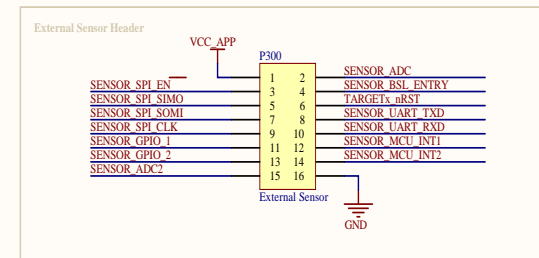 External Sensor Header
VCC_APP
P300
1 2 SENSOR_ADC
SENSOR_SPI_EN 3 4 SENSOR_BSL_ENTRY
SENSOR_SPI_SIMO 5 6 TARGETx_nRST
SENSOR_SPI_SOMI 7 8 SENSOR_UART_TXD
SENSOR_SPI_CLK 9 10 SENSOR_UART_RXD
SENSOR_GPIO_1 11 12 SENSOR_MCU_INT1
SENSOR_GPIO_2 13 14 SENSOR_MCU_INT2
SENSOR_ADC2 15 16
External Sensor
GND